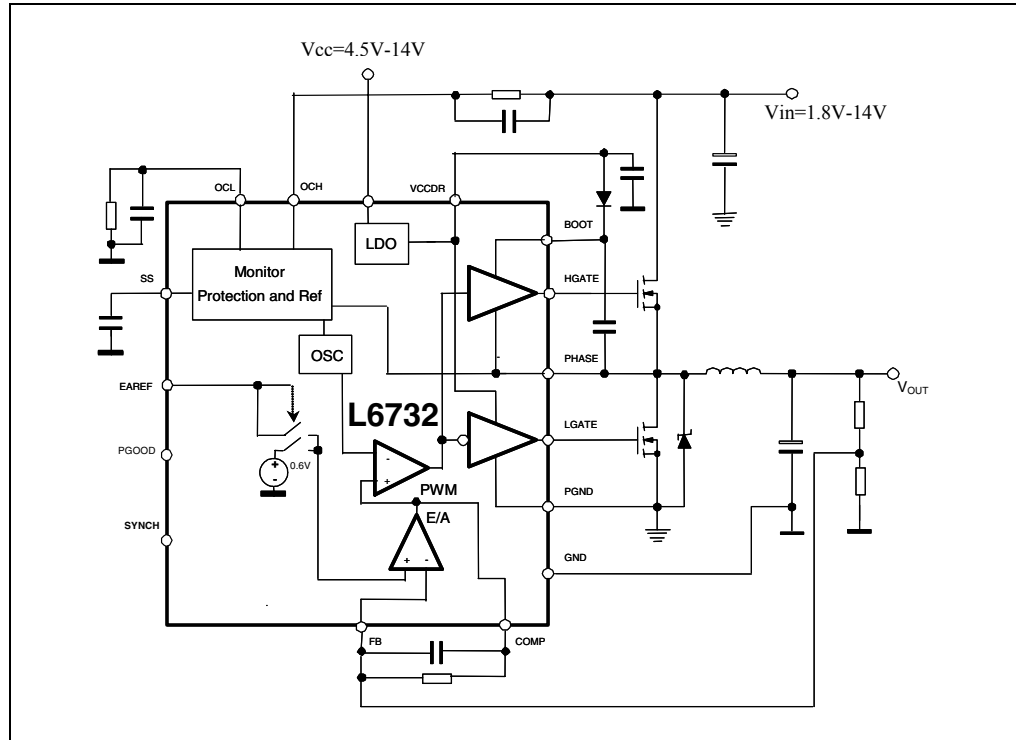 Vcc=4.5V-14V
Vin=1.8V-14V
OCL
OCH
VCCDR
LDO
BOOT
Monitor
Protection and Ref
HGATE
SS
OSC
-
PHASE
EAREF
L6732
VOUT
LGATE
PGOOD
+
-
0.6V
-
+
PWM
E/A
PGND
SYNCH
+ -
GND
FB
COMP